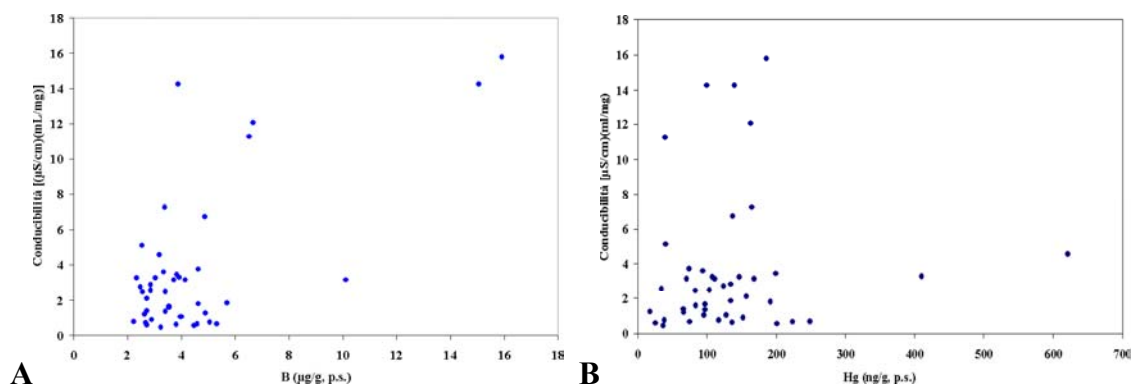 A
Conducibilità [(µS/cm)(mL/mg)]
18
16
14
12
10
8
6
4
2
0
0 2 4 6 8 10 12 14 16 18
B (µg/g, p.s.)
B
Conducibilità [µS/cm)(ml/mg)
18
16
14
12
10
8
6
4
2
0
0 100 200 300 400 500 600 700
Hg (ng/g, p.s.)